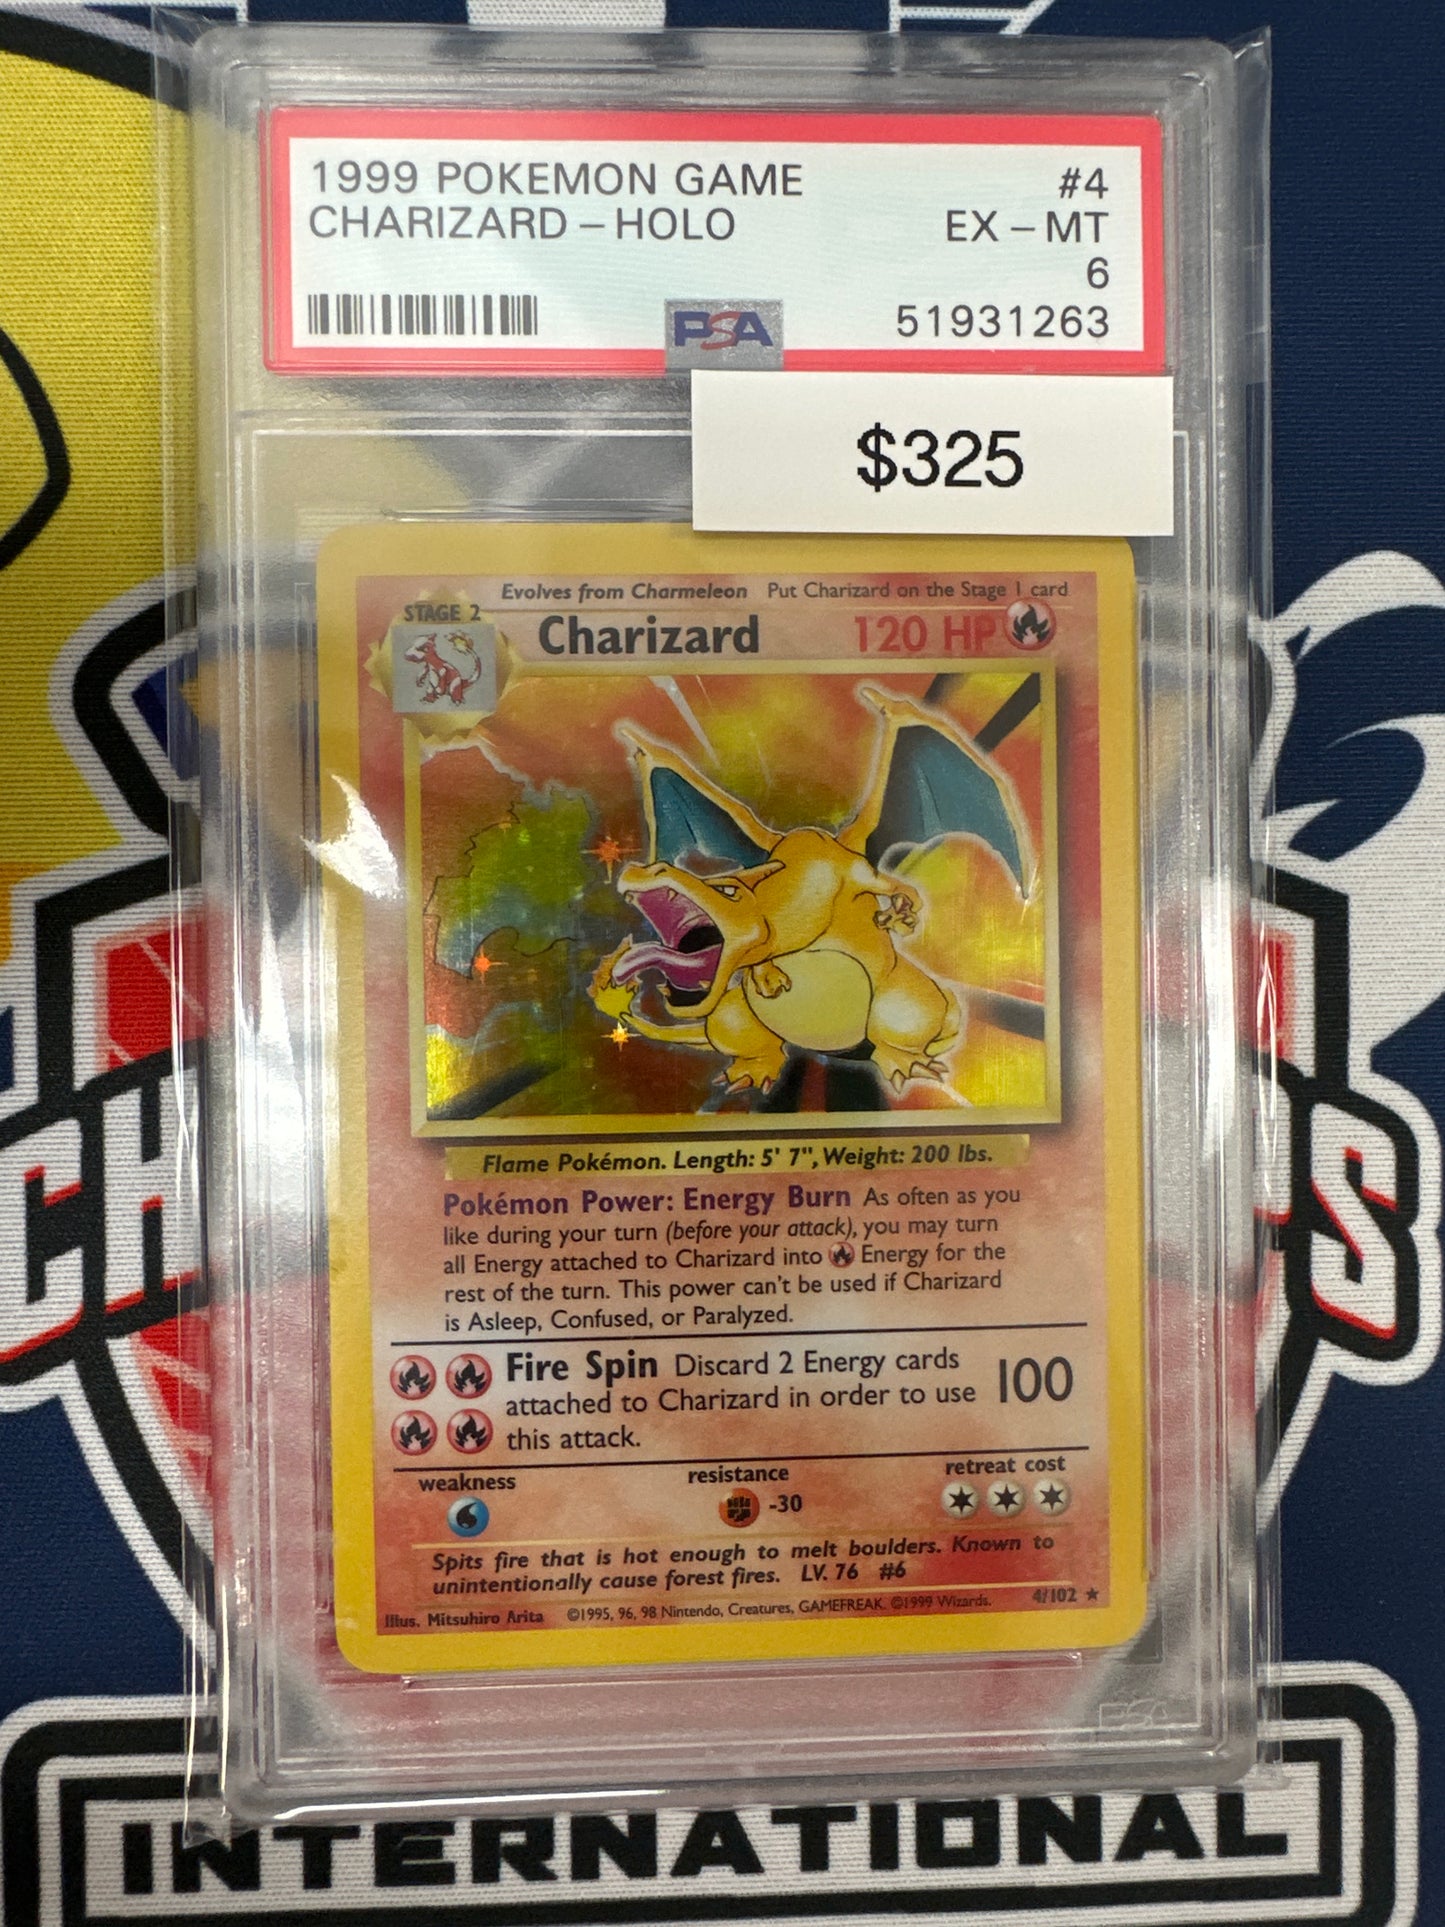 1999 POKEMON GAME #4
CHARIZARD – HOLO EX – MT
6
PSA 51931263
$325
Evolves from Charmeleon Put Charizard on the Stage 1 card
STAGE 2
Charizard 120 HP
Flame Pokémon. Length: 5' 7", Weight: 200 lbs.
Pokémon Power: Energy Burn As often as you
like during your turn (before your attack), you may turn
all Energy attached to Charizard into Energy for the
rest of the turn. This power can't be used if Charizard
is Asleep, Confused, or Paralyzed.
Fire Spin Discard 2 Energy cards
attached to Charizard in order to use 100
this attack.
weakness resistance retreat cost
-30
Spits fire that is hot enough to melt boulders. Known to
unintentionally cause forest fires. LV. 76 #6
Illus. Mitsuhiro Arita ©1995, 96, 98 Nintendo, Creatures, GAMEFREAK. ©1999 Wizards. 4/102 ★
PSA
CH PS
INTERNATIONAL